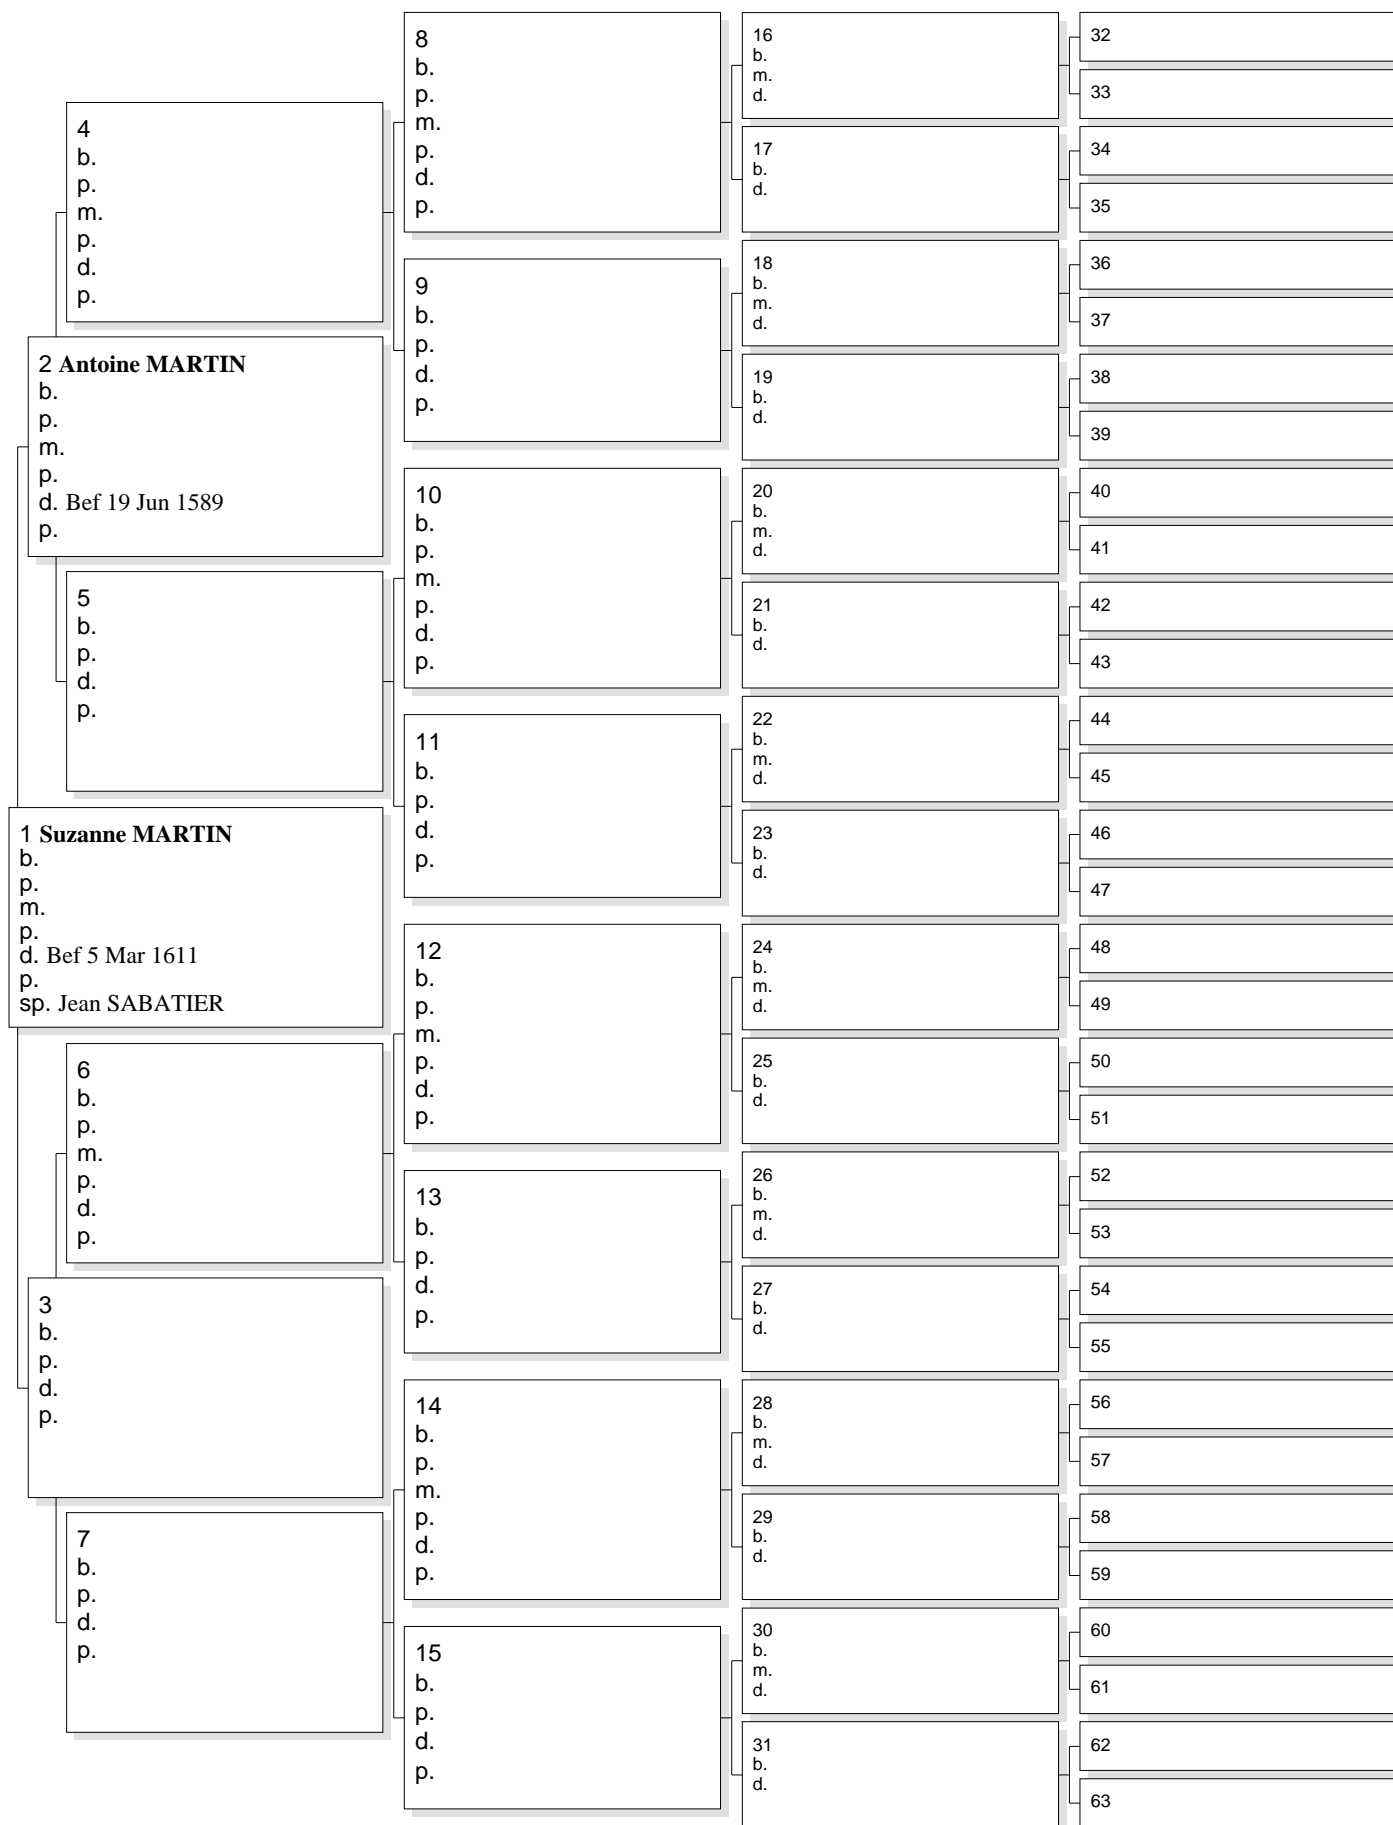 8
b.
p.
m.
p.
d.
p.
4
b.
p.
m.
p.
d.
p.
9
b.
p.
d.
p.
2 Antoine MARTIN
b.
p.
m.
p.
d. Bef 19 Jun 1589
p.
10
b.
p.
m.
p.
d.
p.
5
b.
p.
d.
p.
11
b.
p.
d.
p.
1 Suzanne MARTIN
b.
p.
m.
p.
d. Bef 5 Mar 1611
p.
sp. Jean SABATIER
12
b.
p.
m.
p.
d.
p.
6
b.
p.
m.
p.
d.
p.
13
b.
p.
d.
p.
3
b.
p.
d.
p.
14
b.
p.
m.
p.
d.
p.
7
b.
p.
d.
p.
15
b.
p.
d.
p.
16
b.
m.
d.
17
b.
d.
18
b.
m.
d.
19
b.
d.
20
b.
m.
d.
21
b.
d.
22
b.
m.
d.
23
b.
d.
24
b.
m.
d.
25
b.
d.
26
b.
m.
d.
27
b.
d.
28
b.
m.
d.
29
b.
d.
30
b.
m.
d.
31
b.
d.
32
33
34
35
36
37
38
39
40
41
42
43
44
45
46
47
48
49
50
51
52
53
54
55
56
57
58
59
60
61
62
63